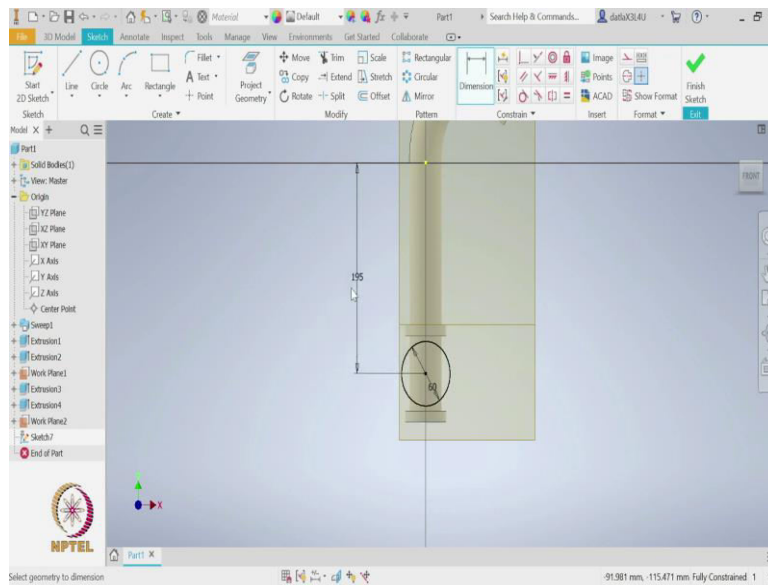 Material Default fx Part1 Search Help & Commands... datlaX3L4U
File 3D Model Sketch Annotate Inspect Tools Manage View Environments Get Started Collaborate
Start 2D Sketch Line Circle Arc Rectangle Fillet Text Point Project Geometry Move Copy Rotate Trim Extend Split Scale Stretch Offset Rectangular Circular Mirror Dimension Image Points ACAD Show Format Finish Sketch
Sketch Create Modify Pattern Constrain Insert Format Exit
Model X +
Part1
Solid Bodies(1)
View: Master
Origin
YZ Plane
XZ Plane
XY Plane
X Axis
Y Axis
Z Axis
Center Point
Sweep1
Extrusion1
Extrusion2
Work Plane1
Extrusion3
Extrusion4
Work Plane2
Sketch7
End of Part
FRONT
195
60
X
NPTEL
Part1 X
Select geometry to dimension
-91.981 mm, -115.471 mm Fully Constrained 1